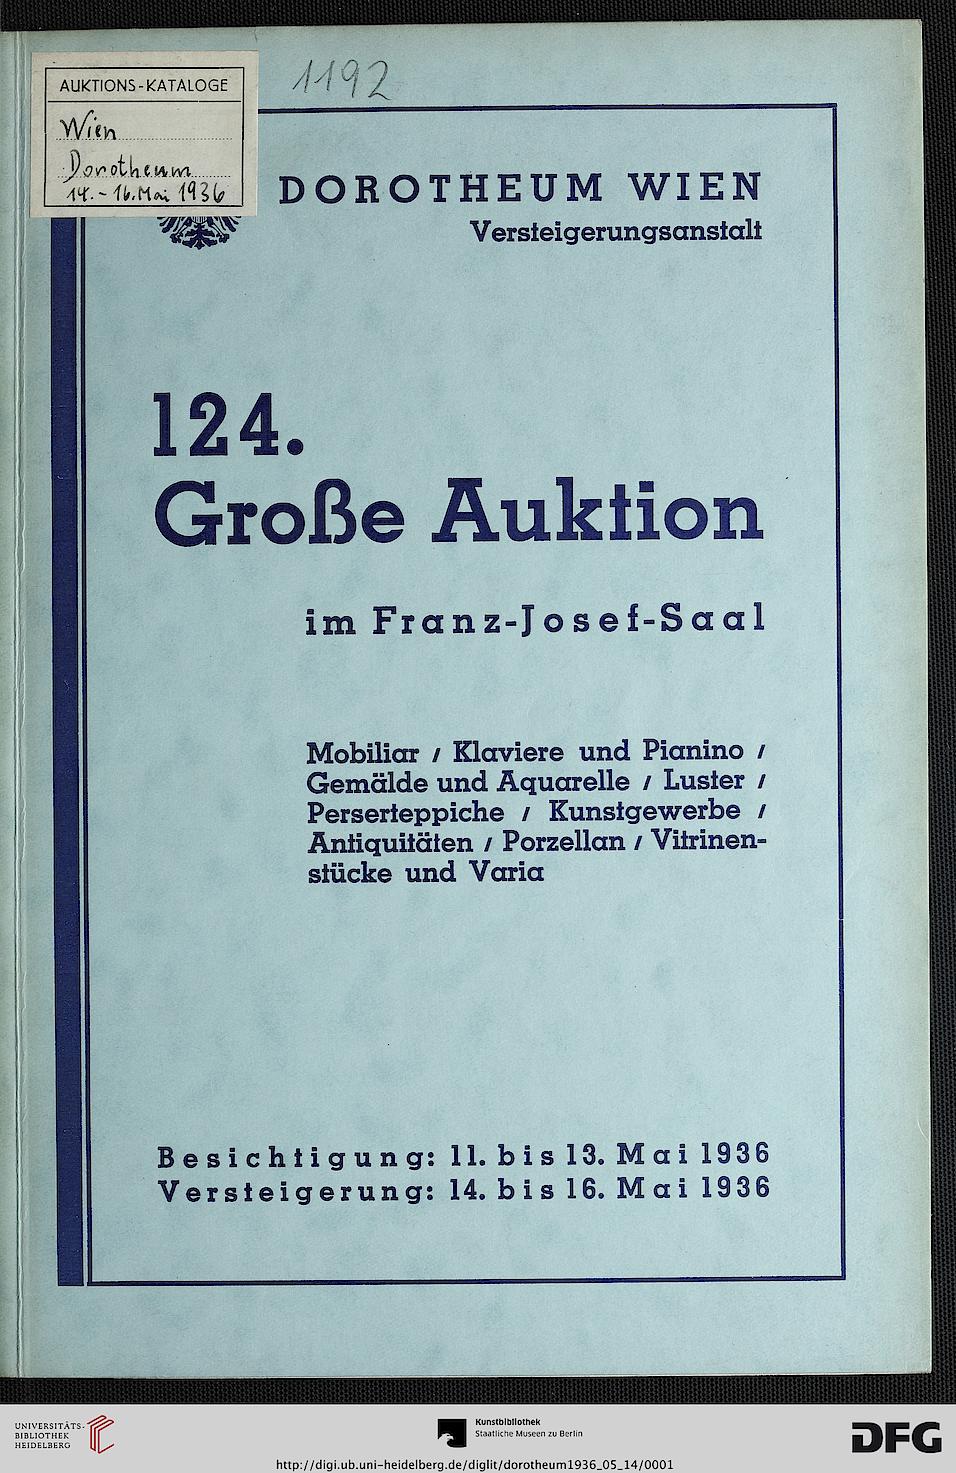 1192
AUKTIONS-KATALOGE
Wien
Dorotheum
14.-16. Mai 1936
DOROTHEUM WIEN
Versteigerungsanstalt
124.
Große Auktion
im Franz-Josef-Saal
Mobiliar / Klaviere und Pianino /
Gemälde und Aquarelle / Luster /
Perserteppiche / Kunstgewerbe /
Antiquitäten / Porzellan / Vitrinen-
stücke und Varia
Besichtigung: 11. bis 13. Mai 1936
Versteigerung: 14. bis 16. Mai 1936
UNIVERSITÄTS-
BIBLIOTHEK
HEIDELBERG
Kunstbibliothek
Staatliche Museen zu Berlin
DFG
http://digi.ub.uni-heidelberg.de/diglit/dorotheum1936_05_14/0001